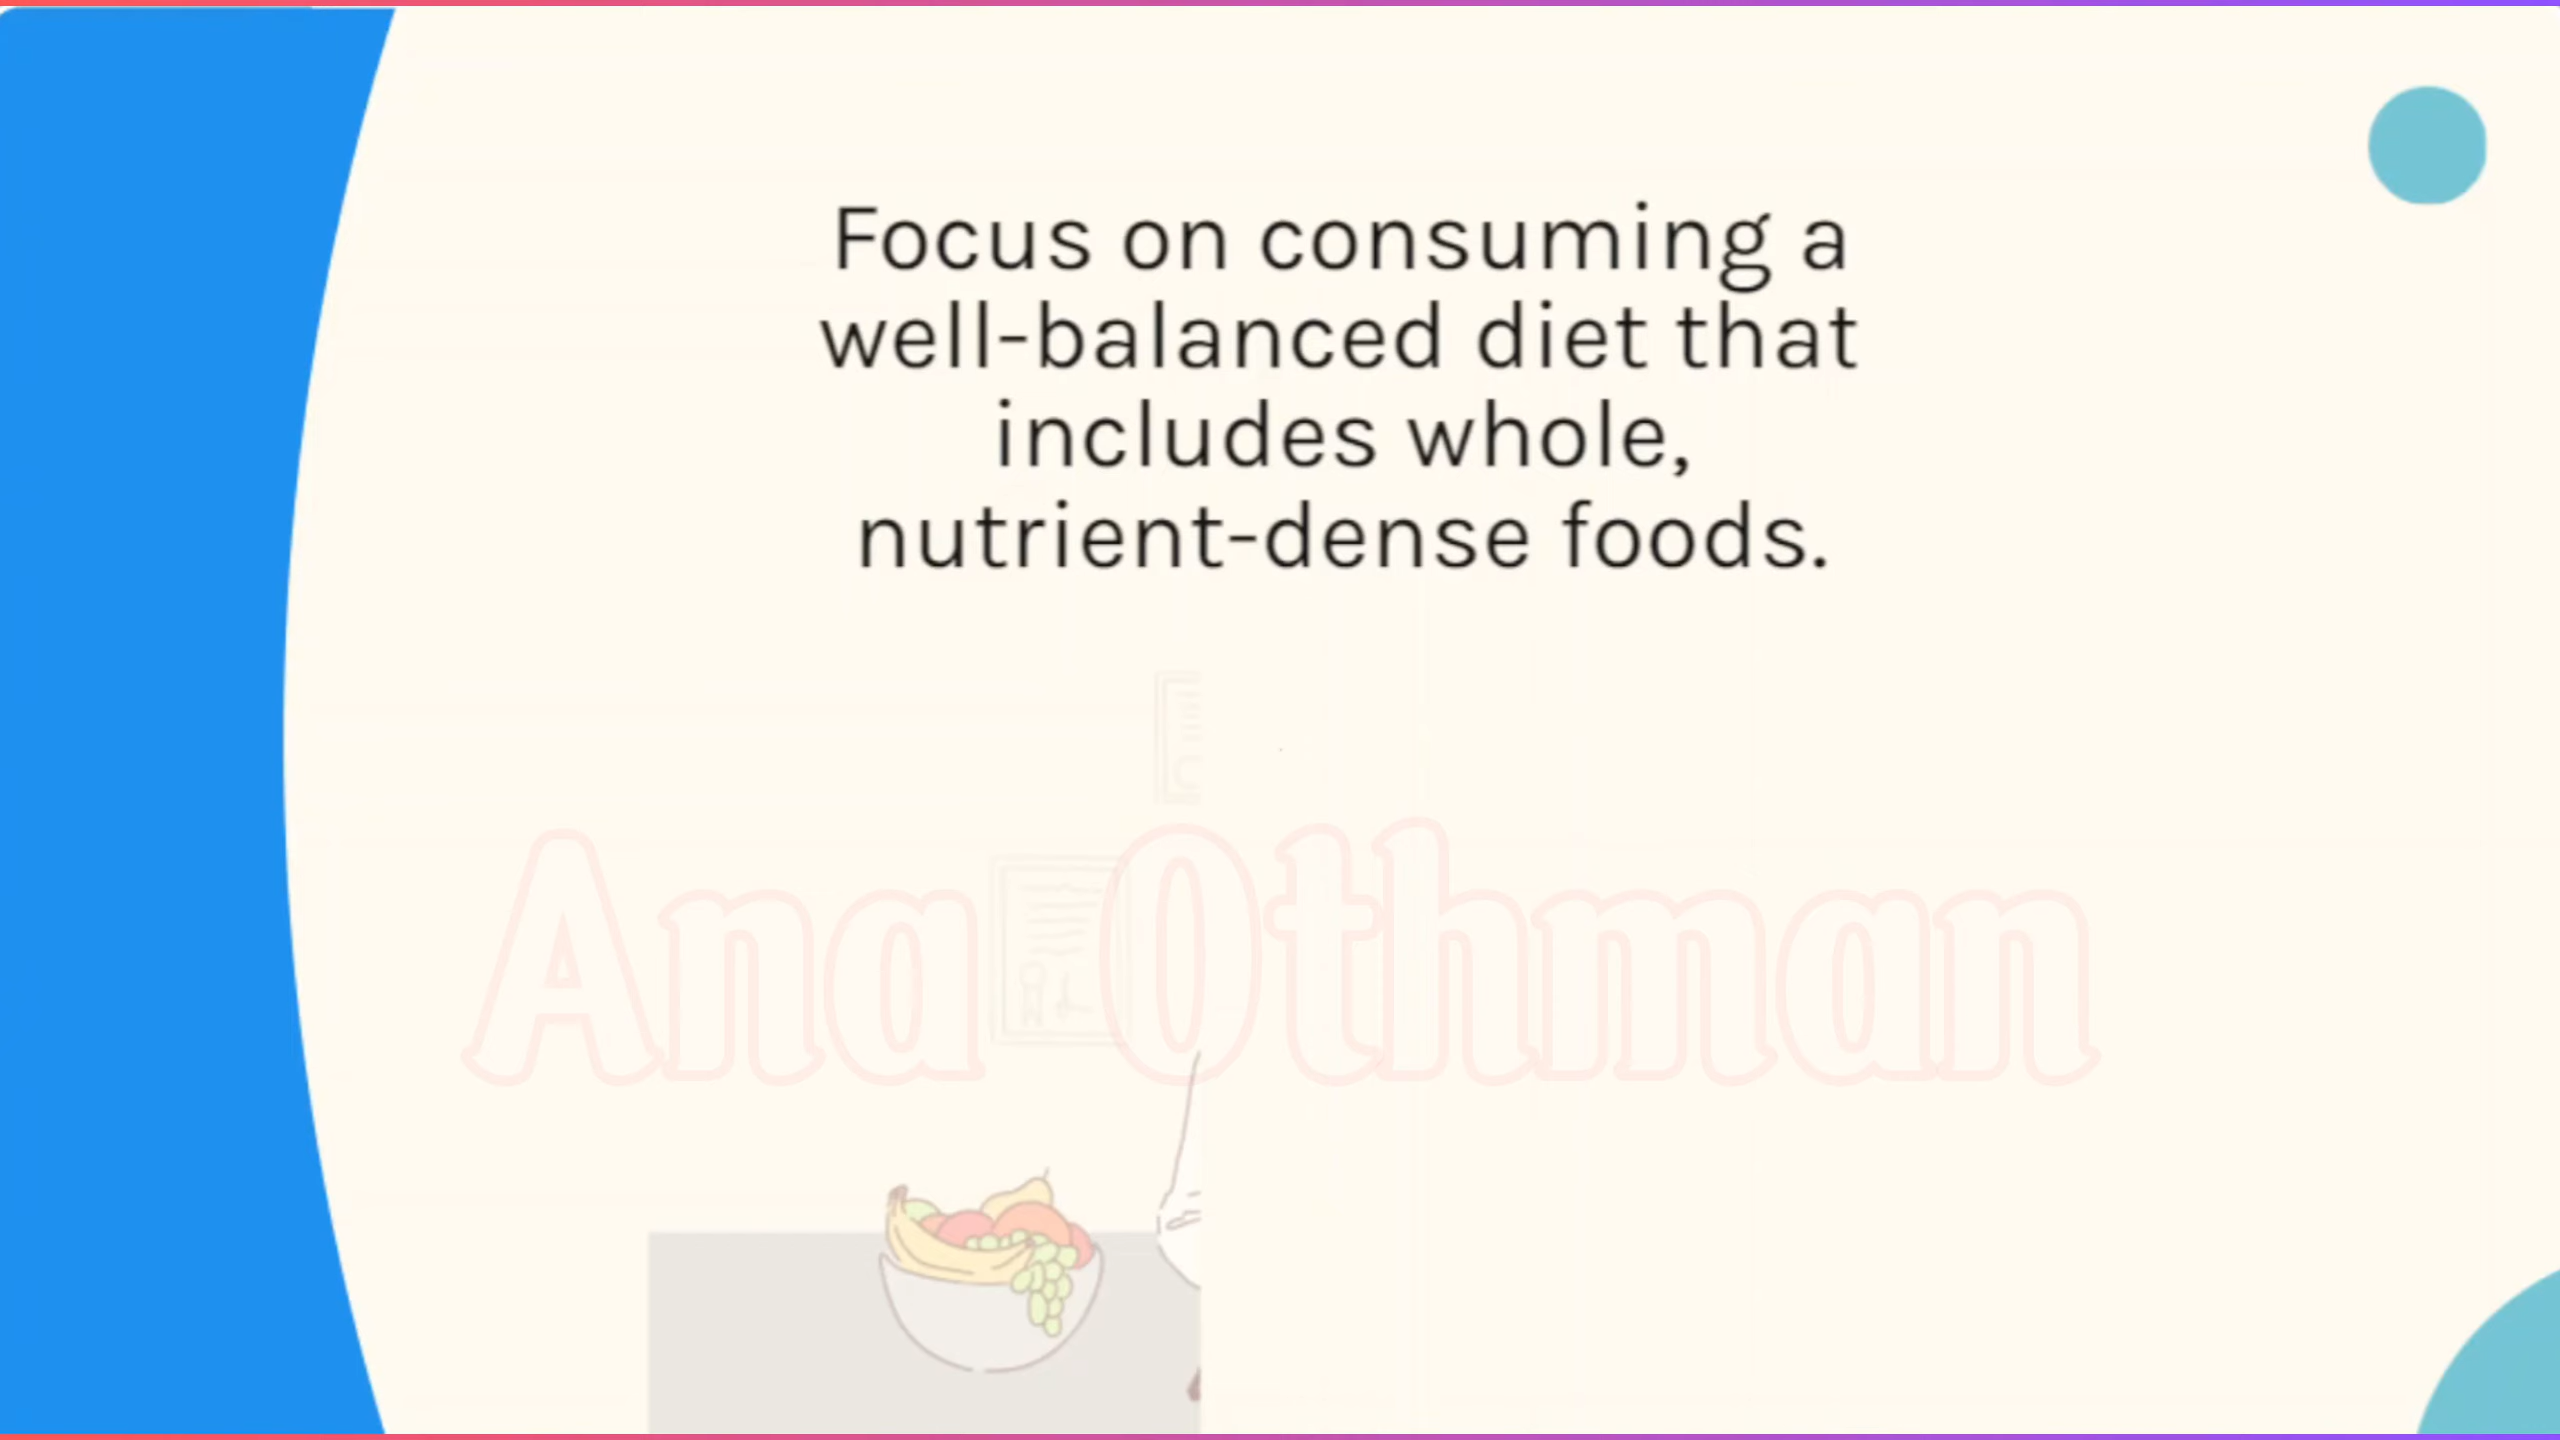 Focus on consuming a
well-balanced diet that
includes whole,
nutrient-dense foods.
Ana Othman